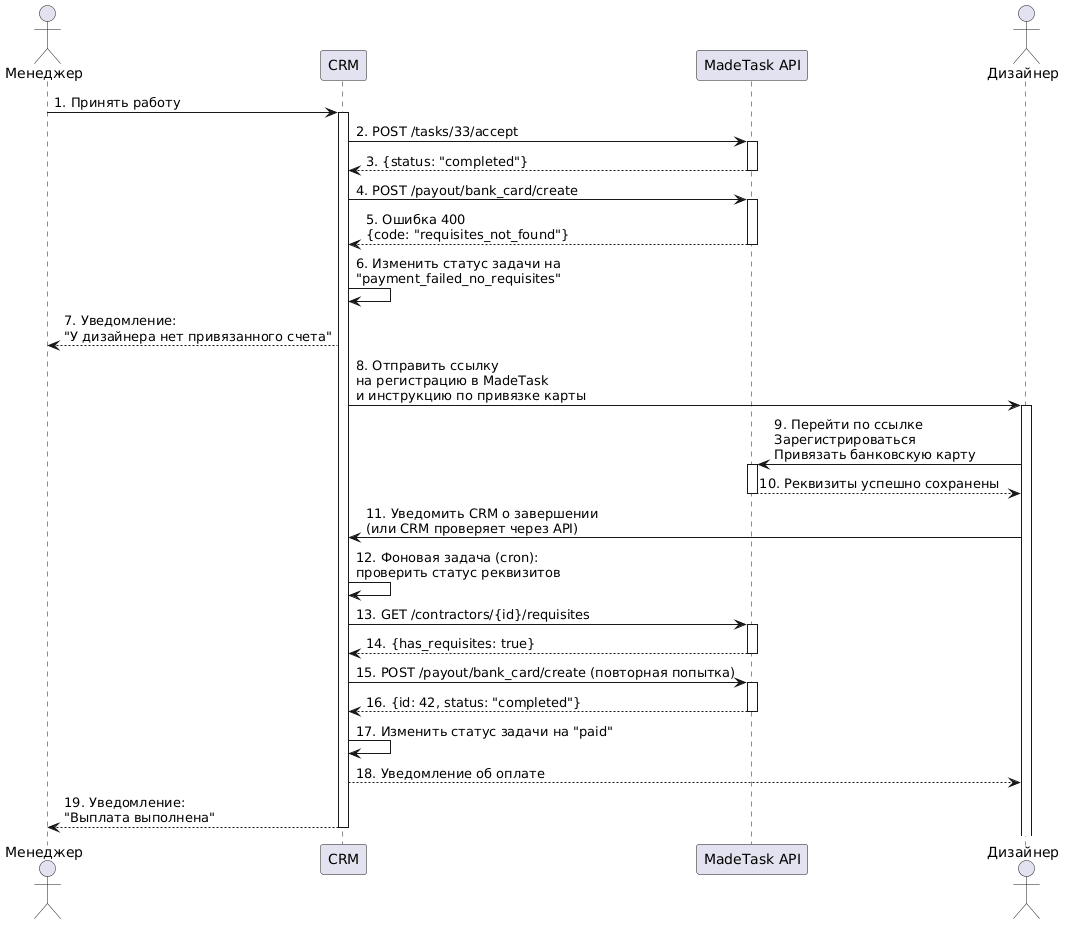 Менеджер
CRM
MadeTask API
Дизайнер
1. Принять работу
2. POST /tasks/33/accept
3. {status: "completed"}
4. POST /payout/bank_card/create
5. Ошибка 400
{code: "requisites_not_found"}
6. Изменить статус задачи на
"payment_failed_no_requisites"
7. Уведомление:
"У дизайнера нет привязанного счета"
8. Отправить ссылку
на регистрацию в MadeTask
и инструкцию по привязке карты
9. Перейти по ссылке
Зарегистрироваться
Привязать банковскую карту
10. Реквизиты успешно сохранены
11. Уведомить CRM о завершении
(или CRM проверяет через API)
12. Фоновая задача (cron):
проверить статус реквизитов
13. GET /contractors/{id}/requisites
14. {has_requisites: true}
15. POST /payout/bank_card/create (повторная попытка)
16. {id: 42, status: "completed"}
17. Изменить статус задачи на "paid"
18. Уведомление об оплате
19. Уведомление:
"Выплата выполнена"
Менеджер
CRM
MadeTask API
Дизайнер